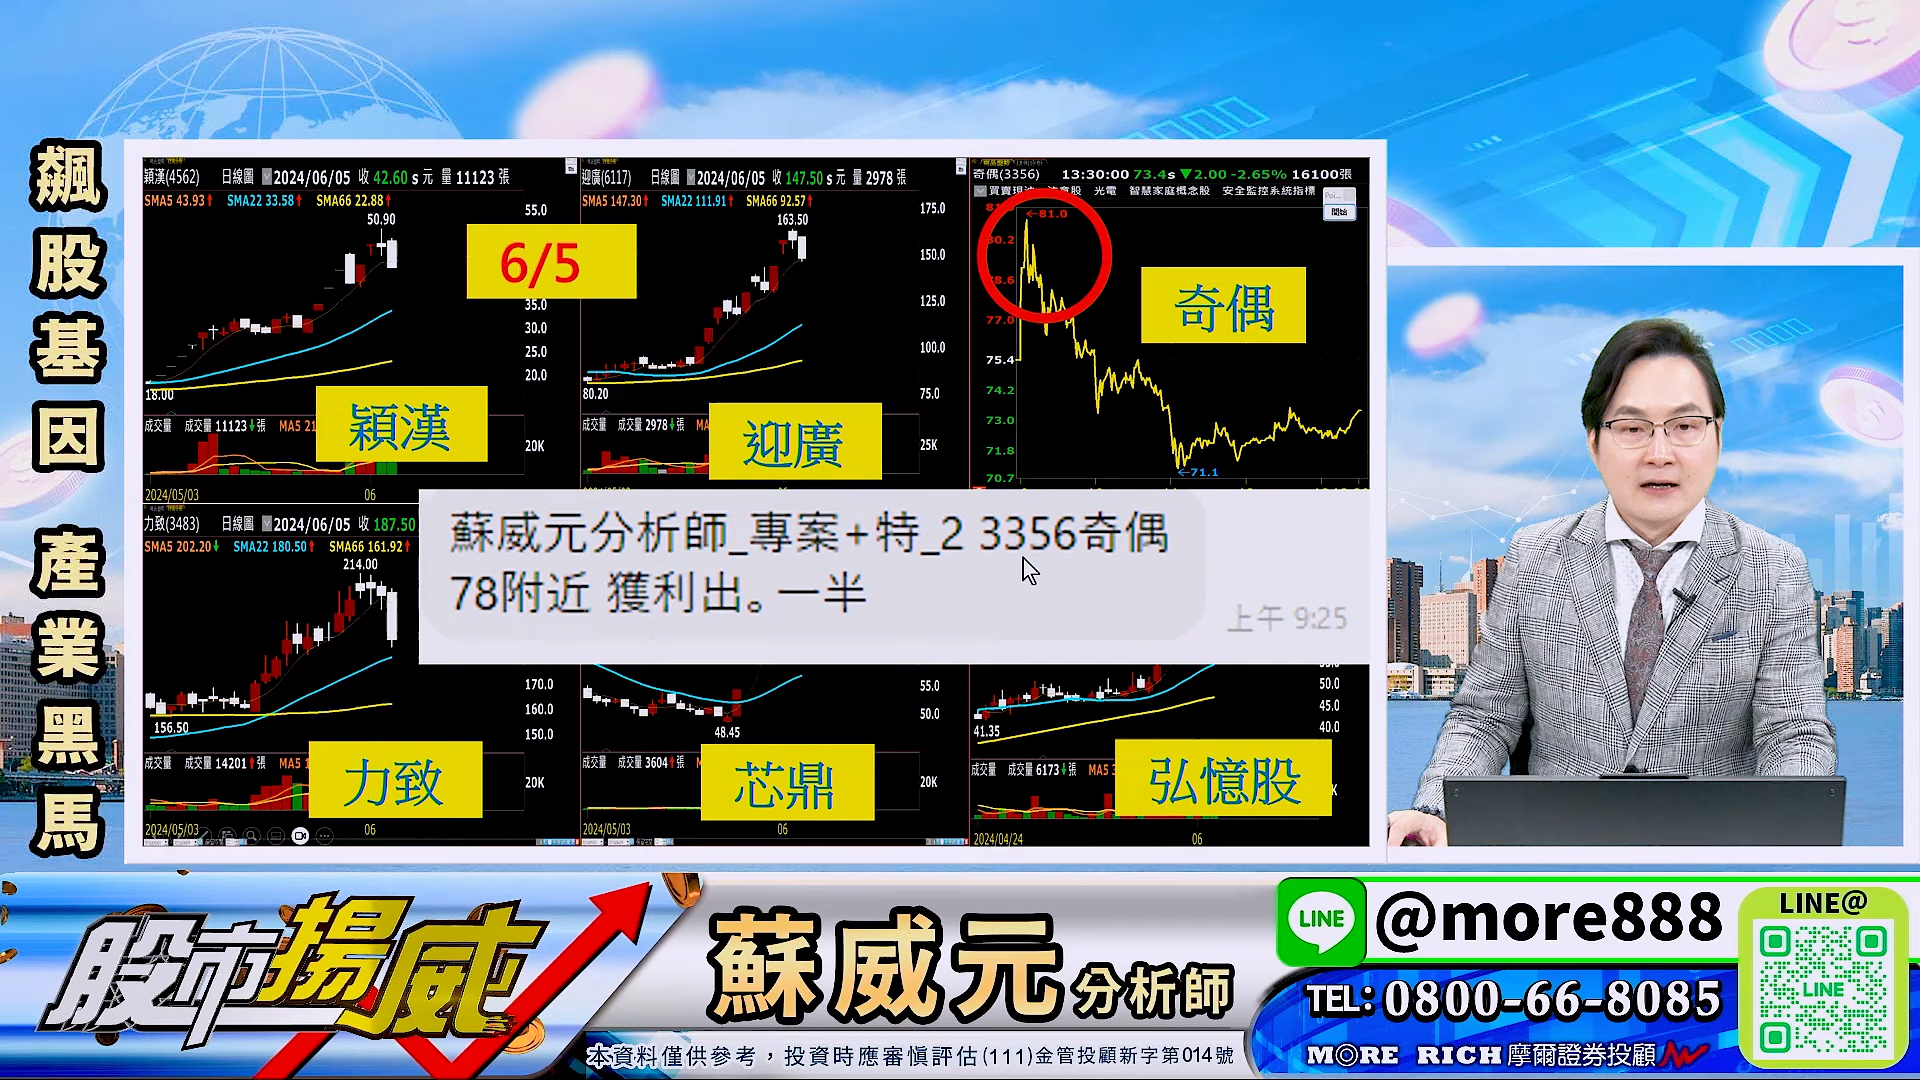 飆股基因 產業黑馬
穎漢(4562) 日線圖 2024/06/05 收 42.60 s 元 量 11123 張
SMA5 43.93↑ SMA22 33.58↑ SMA66 22.88↑
50.90
55.0
35.0
30.0
25.0
20.0
18.00
成交量 成交量 11123↓張 MA5 21
20K
2024/05/03 06
穎漢
6/5
迎廣(6117) 日線圖 2024/06/05 收 147.50 s 元 量 2978 張
SMA5 147.30↑ SMA22 111.91↑ SMA66 92.57↑
163.50
175.0
150.0
125.0
100.0
75.0
80.20
成交量 成交量 2978↓張
25K
迎廣
奇偶(3356) 13:30:00 73.4s ▼2.00 -2.65% 16100張
光電 智慧家庭概念股 安全監控系統指標
開始
←81.0
80.2
78.6
77.0
75.4
74.2
73.0
71.8
70.7
←71.1
奇偶
蘇威元分析師_專案+特_2 3356奇偶
78附近 獲利出。一半
上午 9:25
力致(3483) 日線圖 2024/06/05 收 187.50
SMA5 202.20↓ SMA22 180.50↑ SMA66 161.92↑
214.00
170.0
160.0
150.0
156.50
成交量 成交量 14201↑張 MA5 1
20K
2024/05/03 06
力致
55.0
50.0
48.45
成交量 成交量 3604↑張
20K
2024/05/03 06
芯鼎
50.0
45.0
40.0
41.35
成交量 成交量 6173↓張 MA5
2024/04/24 06
弘憶股
股市揚威
蘇威元 分析師
本資料僅供參考，投資時應審慎評估(111)金管投顧新字第014號
LINE @more888
TEL:0800-66-8085
MORE RICH 摩爾證券投顧
LINE@
LINE